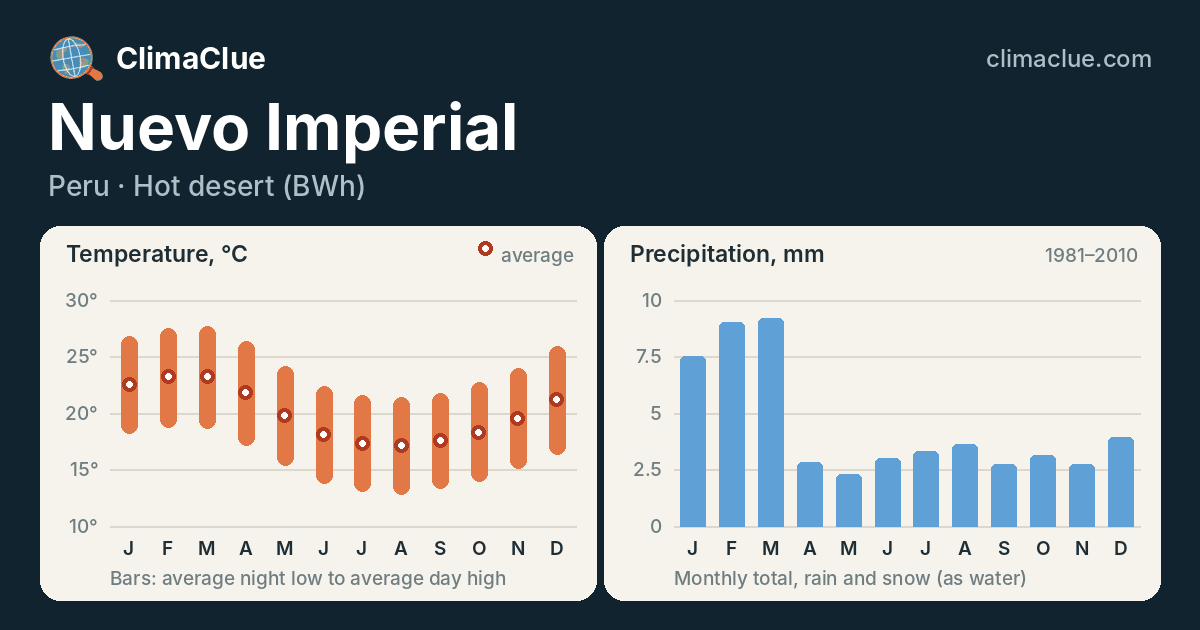 ClimaClue
climaclue.com
Nuevo Imperial
Peru · Hot desert (BWh)
Temperature, °C
average
30°
25°
20°
15°
10°
J F M A M J J A S O N D
Bars: average night low to average day high
Precipitation, mm
1981–2010
10
7.5
5
2.5
0
J F M A M J J A S O N D
Monthly total, rain and snow (as water)